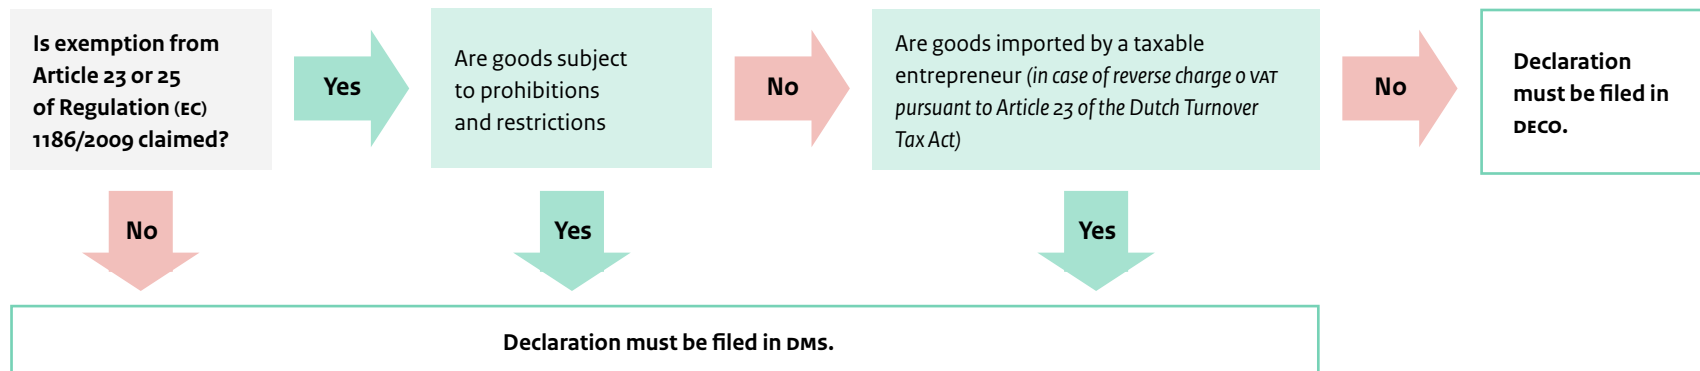 Is exemption from
Article 23 or 25
of Regulation (EC)
1186/2009 claimed?
Yes
Are goods subject
to prohibitions
and restrictions
No
Are goods imported by a taxable
entrepreneur (in case of reverse charge 0 VAT
pursuant to Article 23 of the Dutch Turnover
Tax Act)
No
Declaration
must be filed in
DECO.
No
Yes
Yes
Declaration must be filed in DMS.